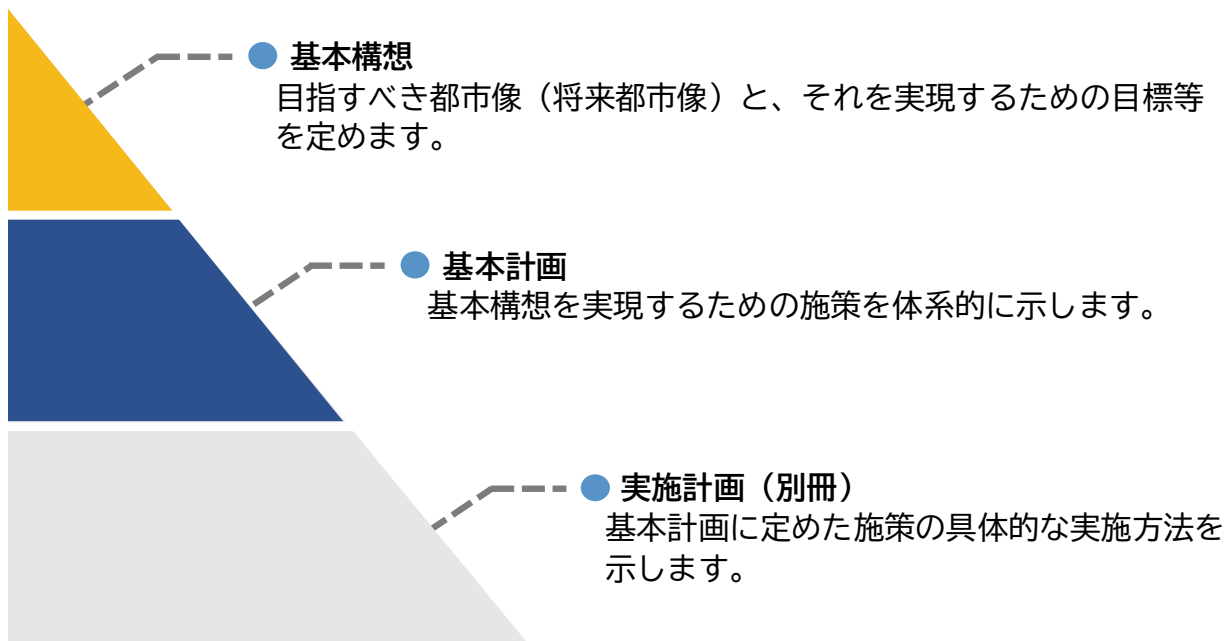 基本構想
目指すべき都市像（将来都市像）と、それを実現するための目標等
を定めます。
基本計画
基本構想を実現するための施策を体系的に示します。
実施計画（別冊）
基本計画に定めた施策の具体的な実施方法を
示します。